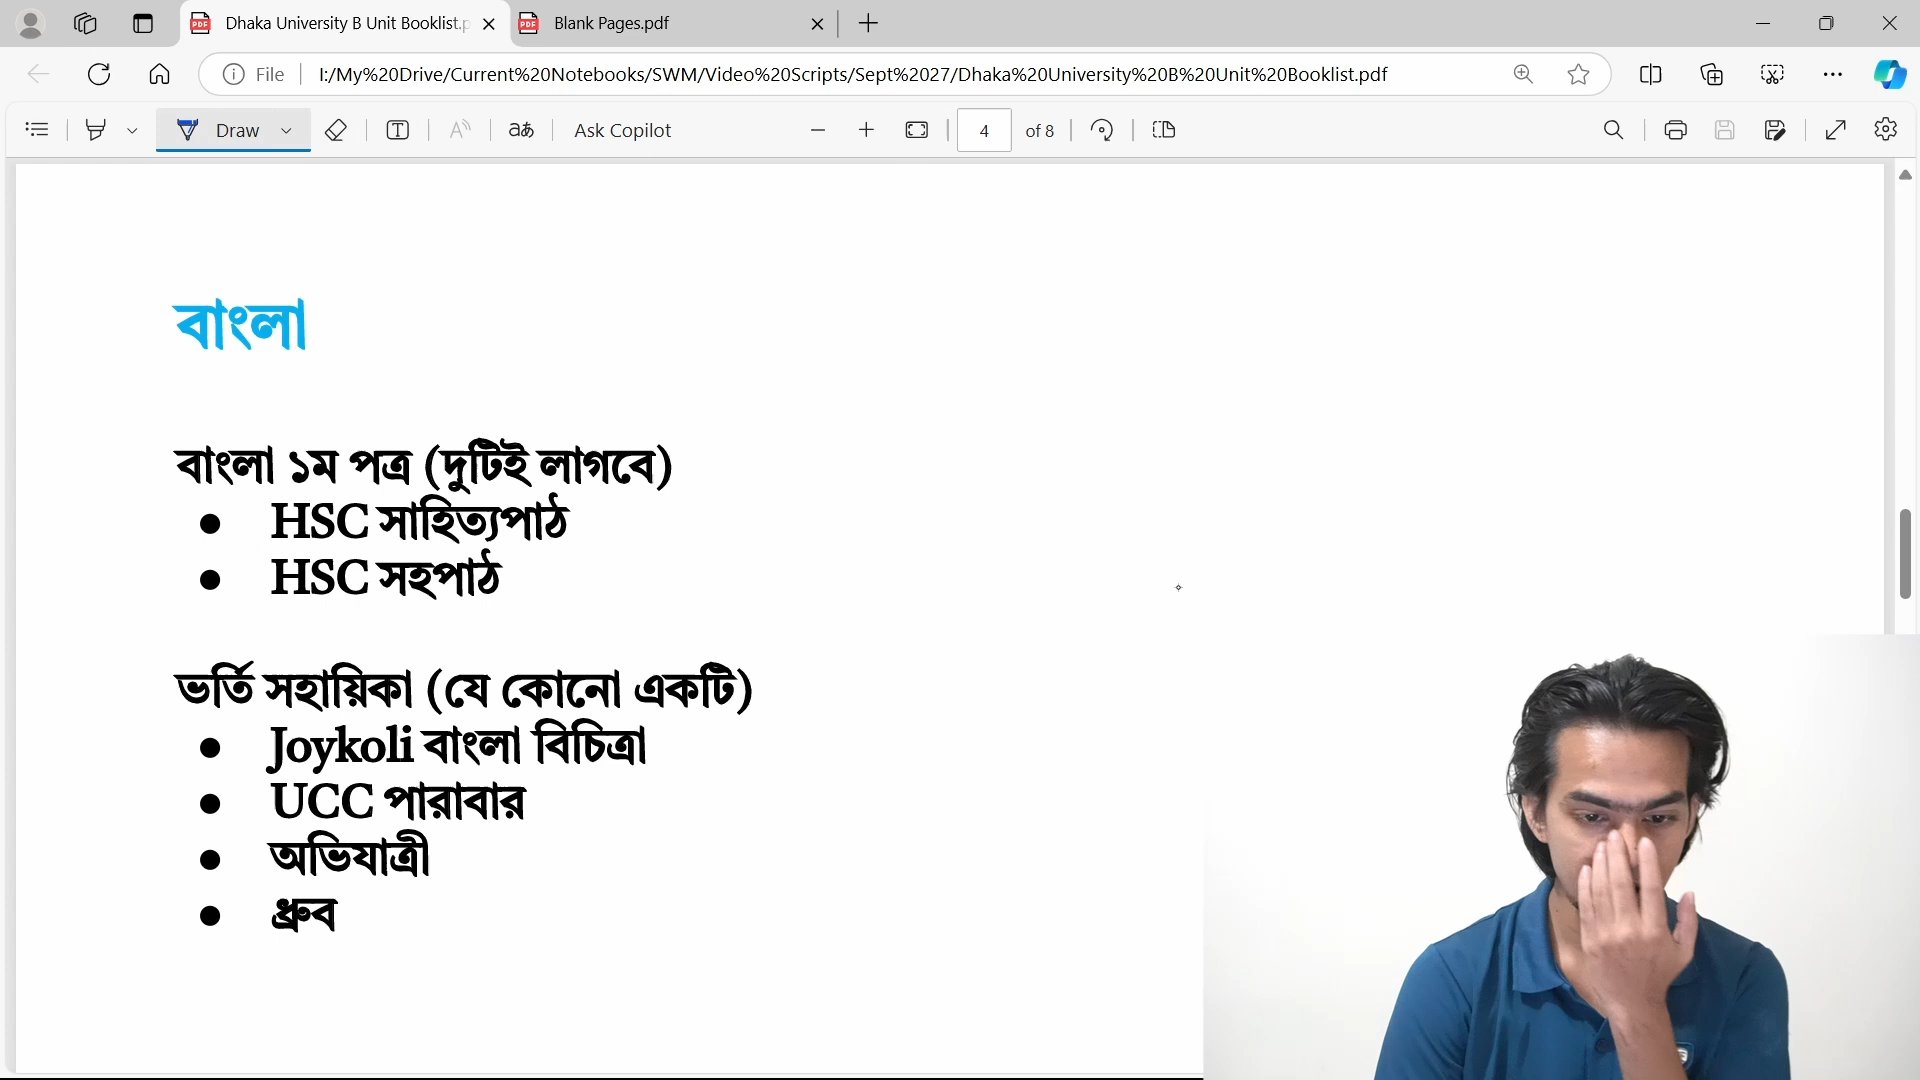 Dhaka University B Unit Booklist.p
Blank Pages.pdf
File
I:/My%20Drive/Current%20Notebooks/SWM/Video%20Scripts/Sept%2027/Dhaka%20University%20B%20Unit%20Booklist.pdf
Draw
aあ
Ask Copilot
4 of 8
বাংলা
বাংলা ১ম পত্র (দুটিই লাগবে)
● HSC সাহিত্যপাঠ
● HSC সহপাঠ
ভর্তি সহায়িকা (যে কোনো একটি)
● Joykoli বাংলা বিচিত্রা
● UCC পারাবার
● অভিযাত্রী
● ধ্রুব